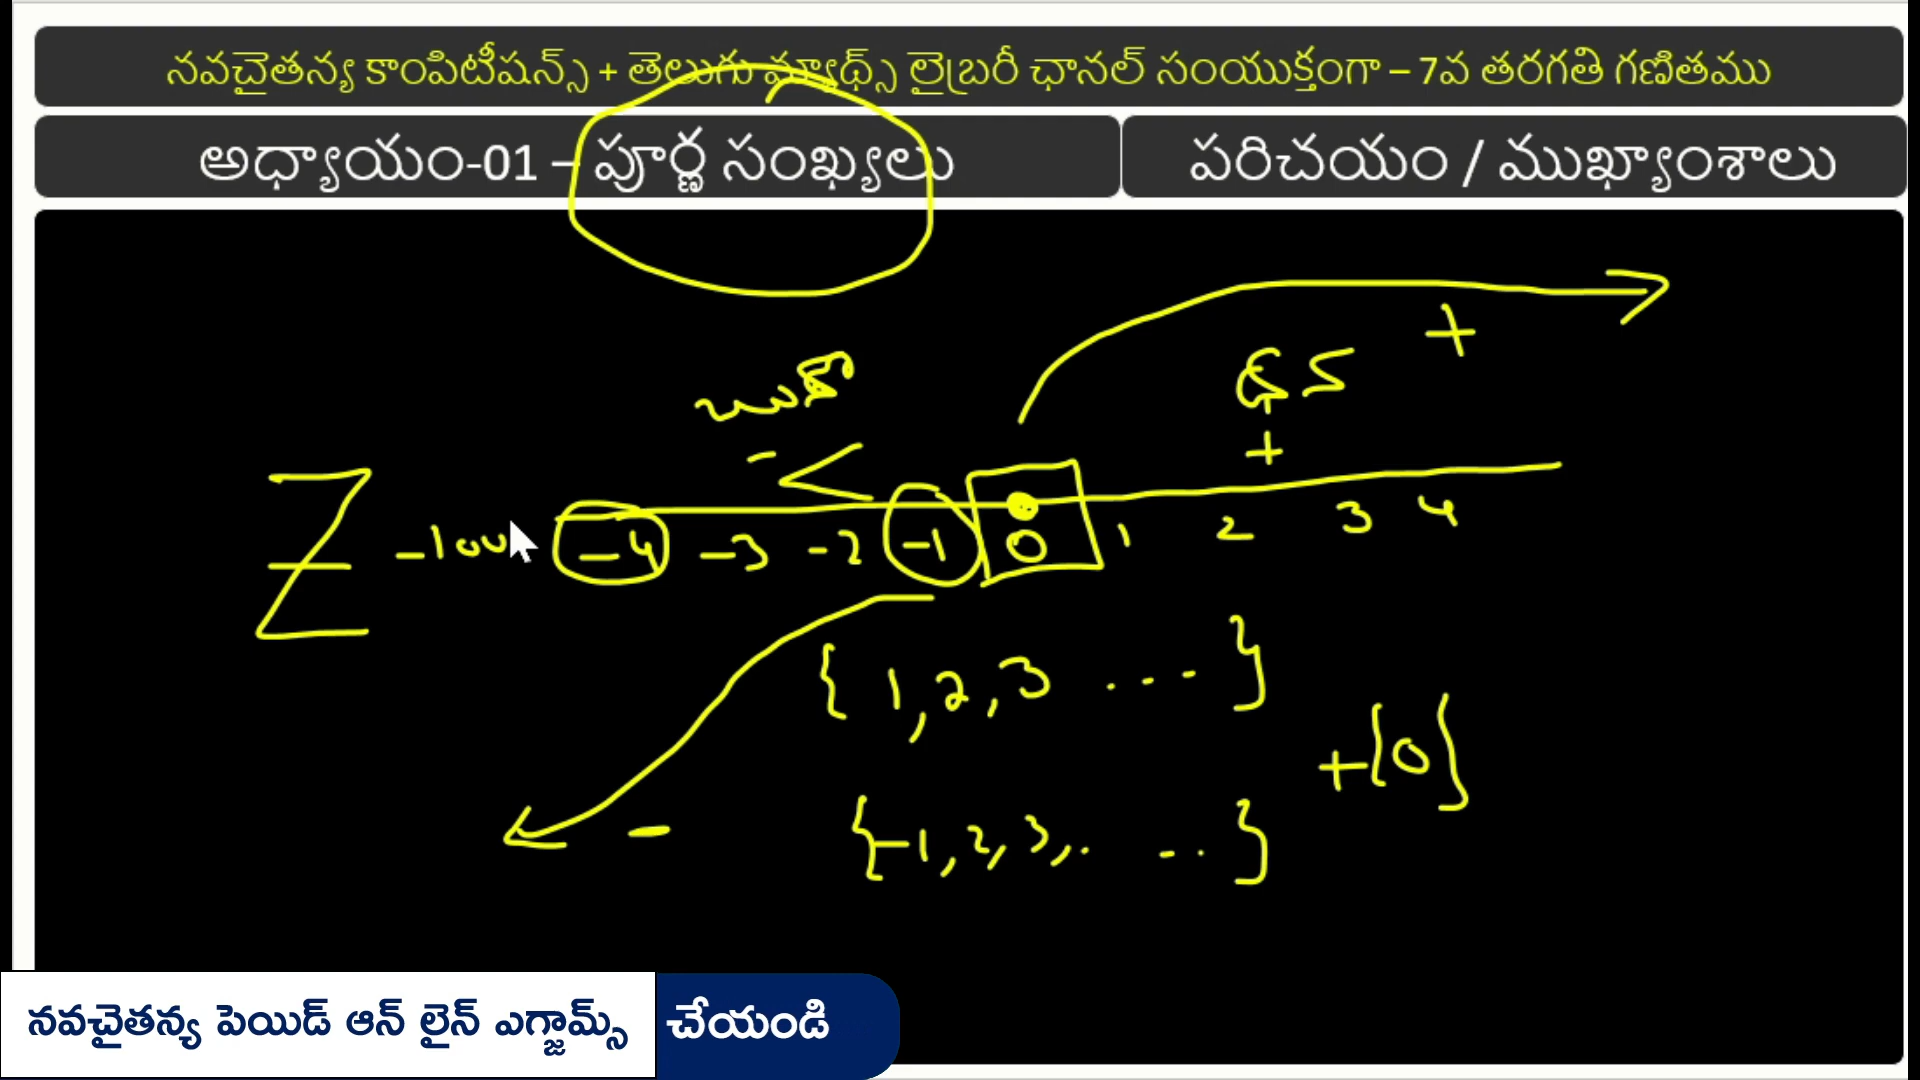 నవచైతన్య కాంపిటీషన్స్ + తెలుగు మ్యాథ్స్ లైబ్రరీ ఛానల్ సంయుక్తంగా – 7వ తరగతి గణితము
అధ్యాయం-01 – పూర్ణ సంఖ్యలు
పరిచయం / ముఖ్యాంశాలు
+
+
-
Z
-100 -4 -3 -2 -1 0 1 2 3 4
{ 1, 2, 3 ... }
+{0}
-
{-1, 2, 3, . ... }
నవచైతన్య పెయిడ్ ఆన్ లైన్ ఎగ్జామ్స్ చేయండి